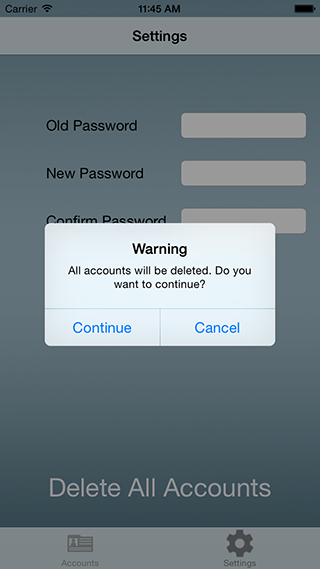 Carrier 11:45 AM
Settings
Old Password
New Password
Confirm Password
Warning
All accounts will be deleted. Do you
want to continue?
Continue Cancel
Delete All Accounts
Accounts Settings